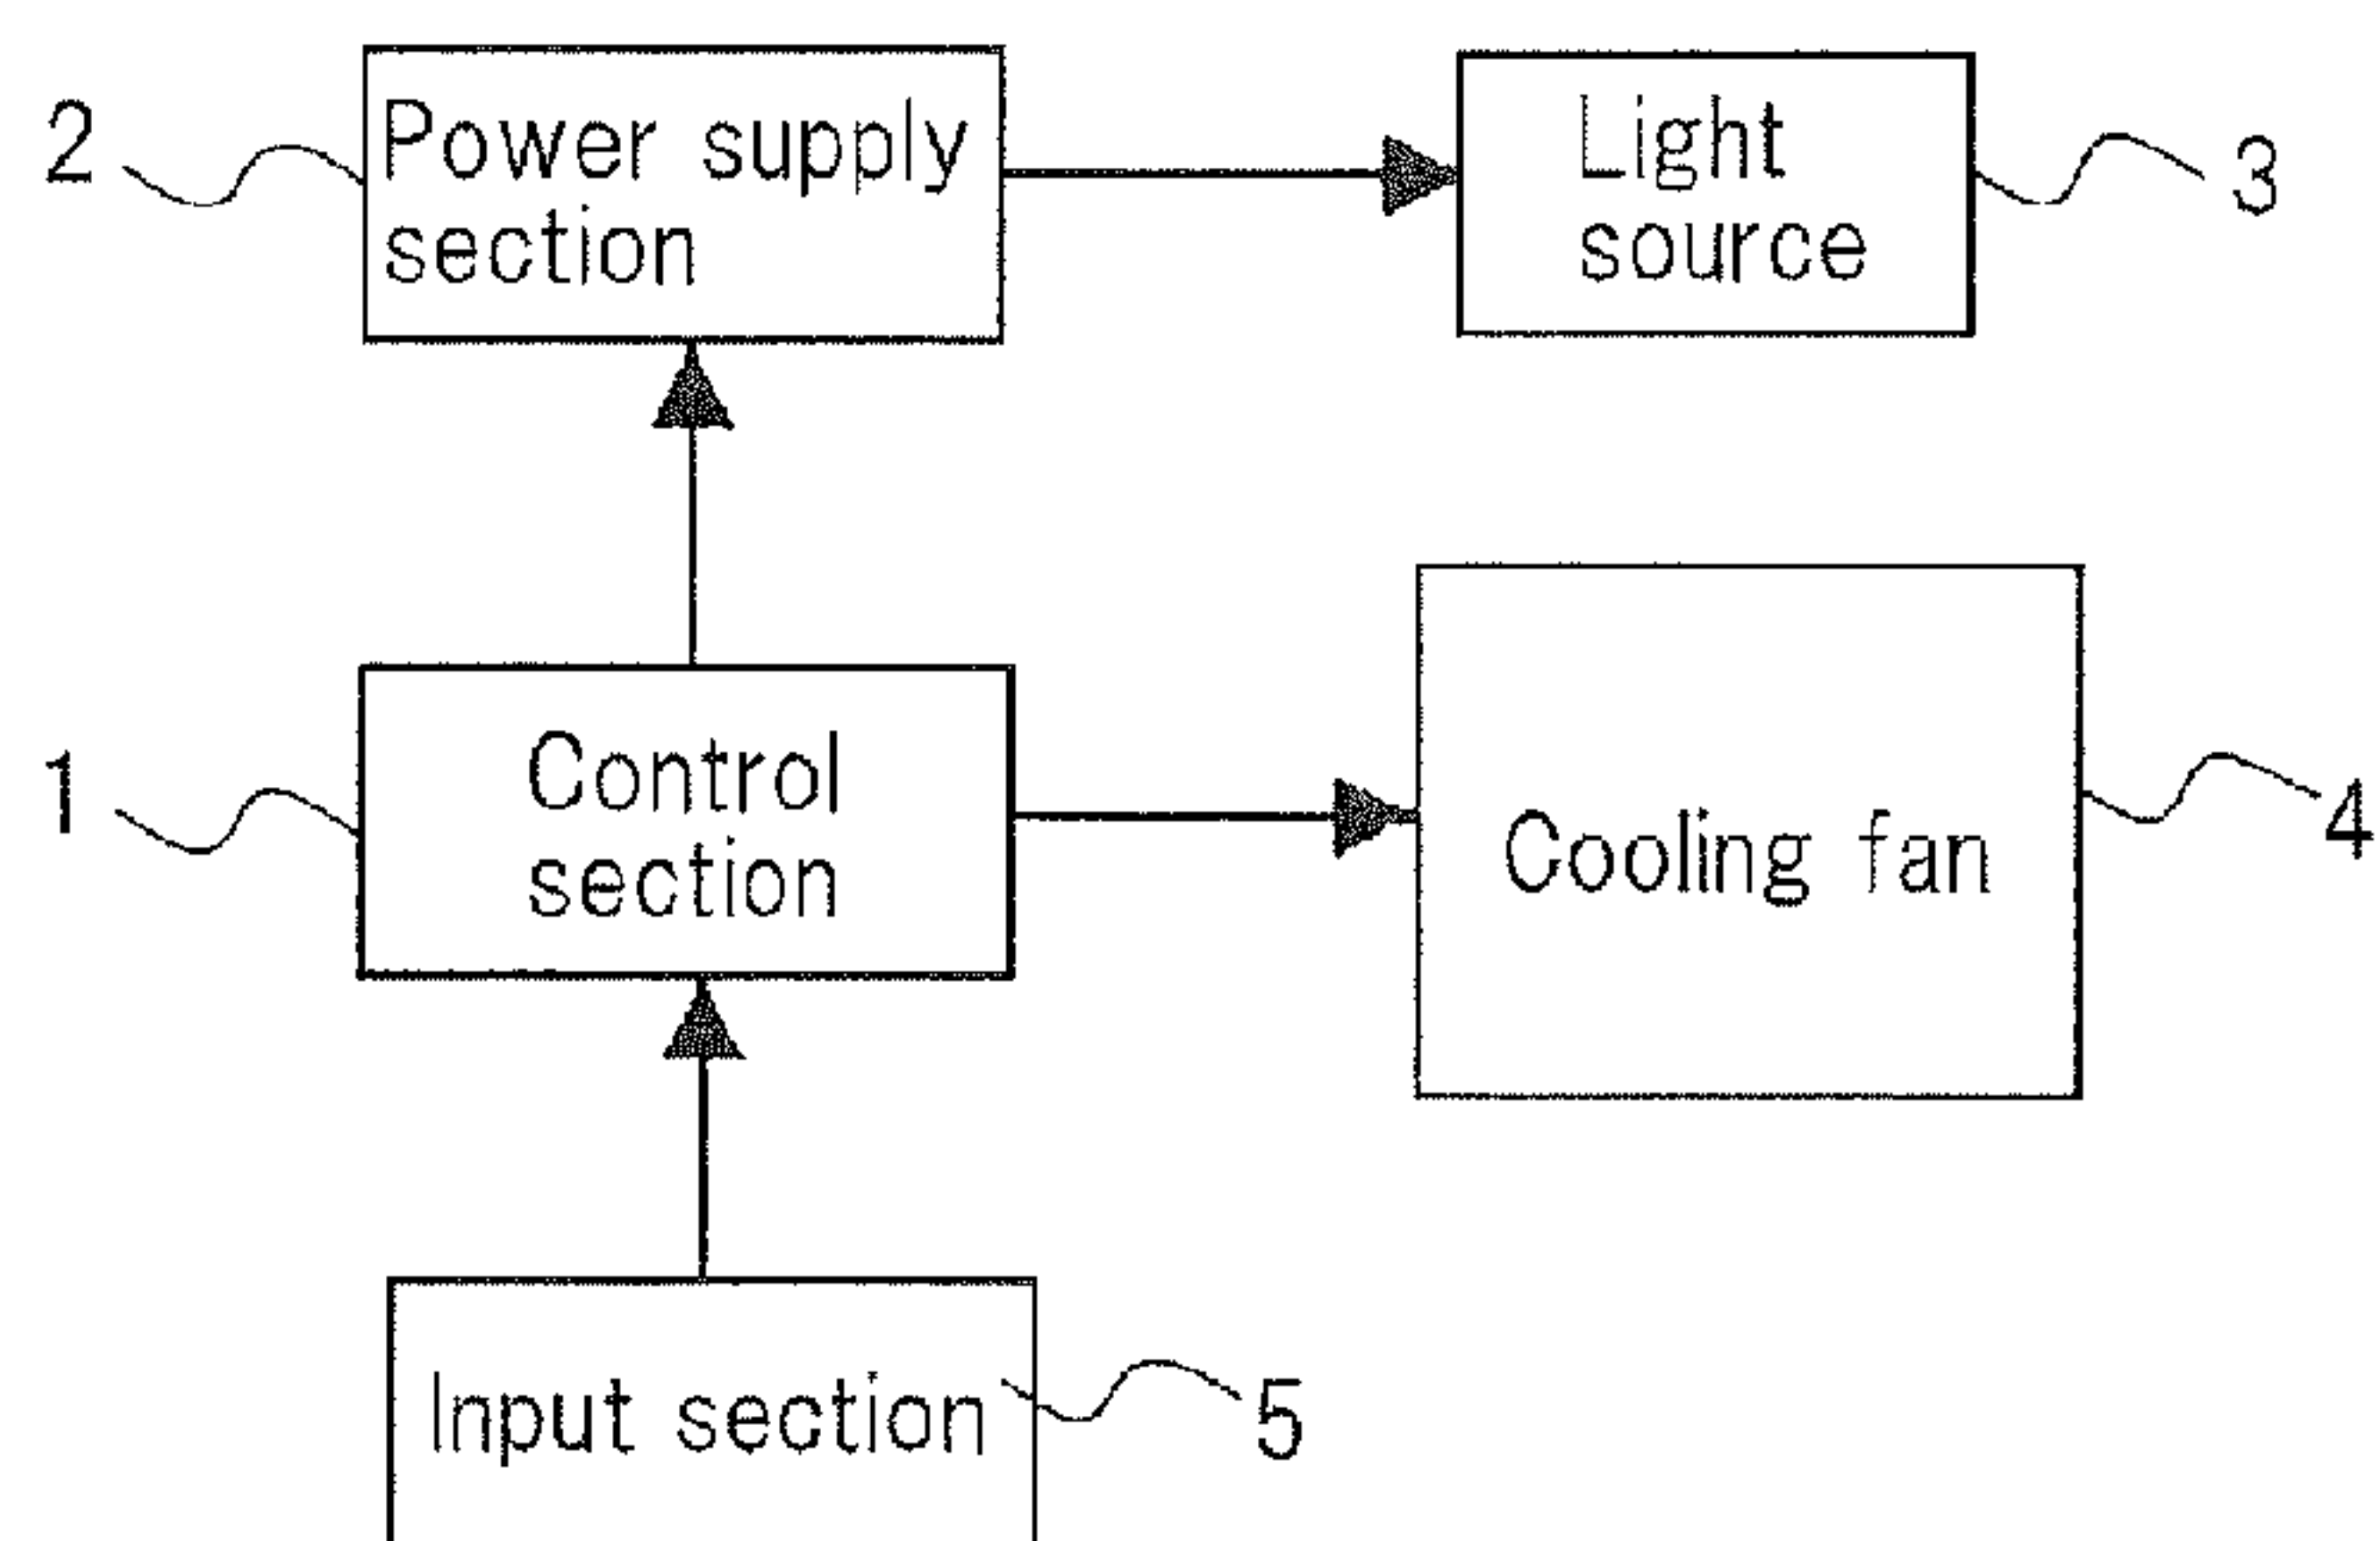 2
Power supply
section
Light
source
3
1
Control
section
Cooling fan
4
Input section
5